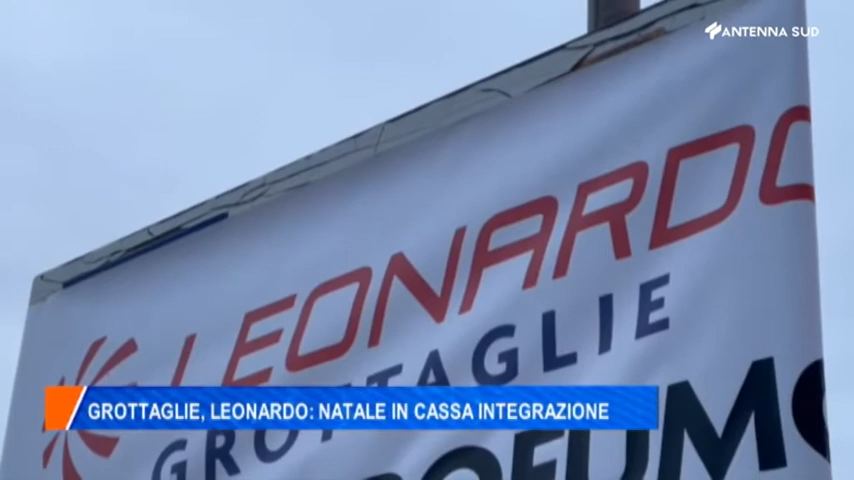 ANTENNA SUD
LEONARDO
GROTTAGLIE
GROTTAGLIE, LEONARDO: NATALE IN CASSA INTEGRAZIONE